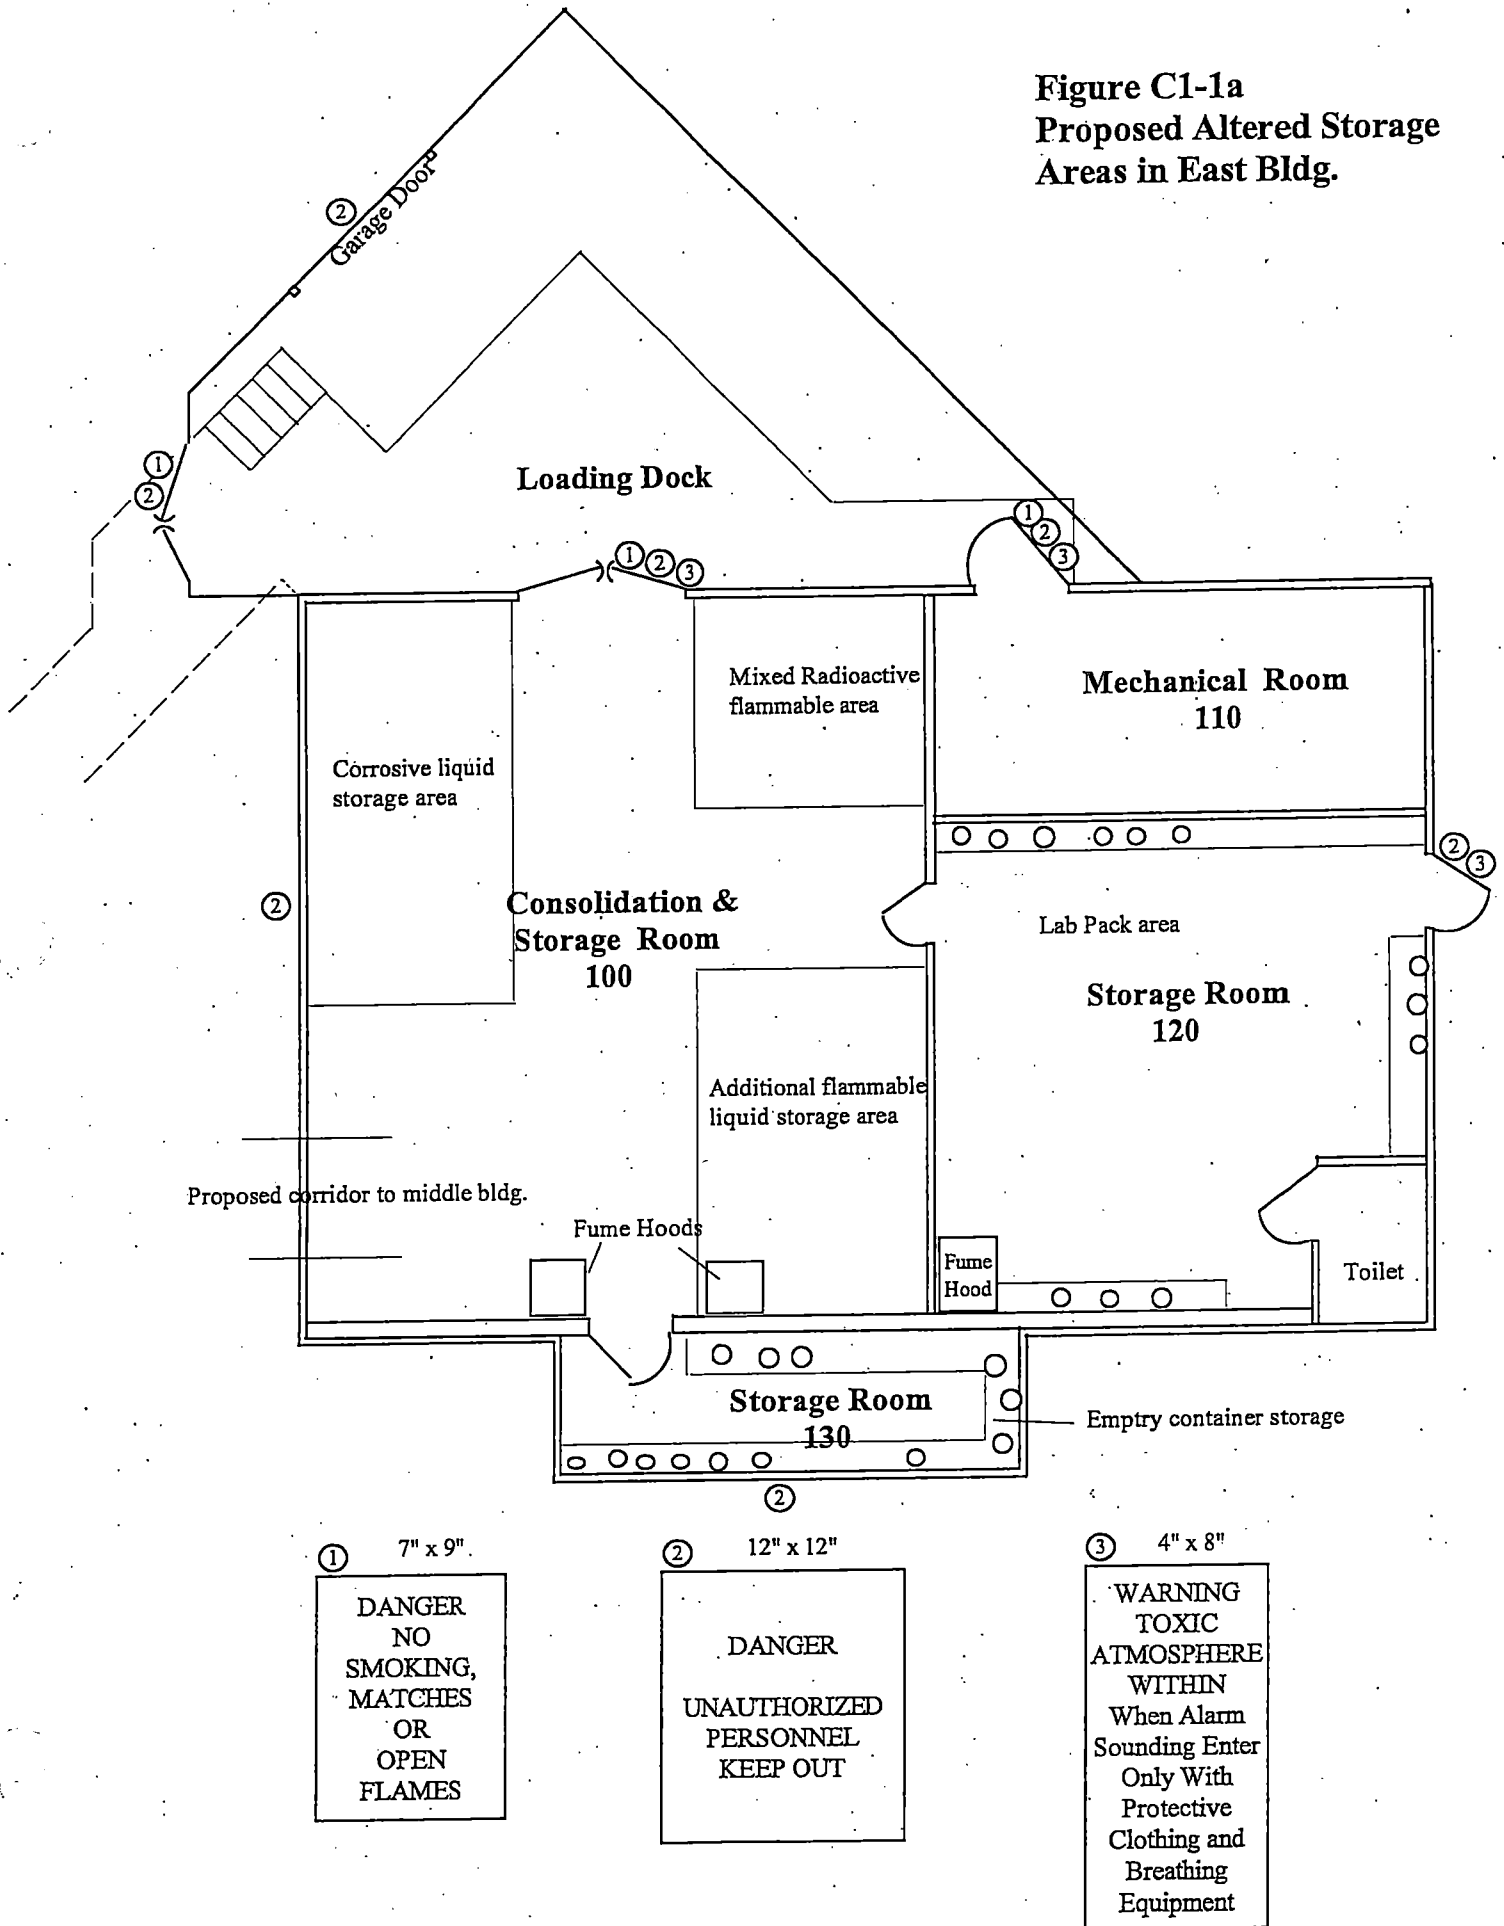 Figure C1-1a
Proposed Altered Storage
Areas in East Bldg.
2
Garage Door
1
2
Loading Dock
1 2 3
1
2
3
Mixed Radioactive
flammable area
Mechanical Room
110
Corrosive liquid
storage area
2
3
2
Consolidation &
Storage Room
100
Lab Pack area
Storage Room
120
Additional flammable
liquid storage area
Proposed corridor to middle bldg.
Fume Hoods
Fume
Hood
Toilet
Storage Room
130
Emptry container storage
2
1 7" x 9"
DANGER
NO
SMOKING,
MATCHES
OR
OPEN
FLAMES
2 12" x 12"
DANGER
UNAUTHORIZED
PERSONNEL
KEEP OUT
3 4" x 8"
WARNING
TOXIC
ATMOSPHERE
WITHIN
When Alarm
Sounding Enter
Only With
Protective
Clothing and
Breathing
Equipment